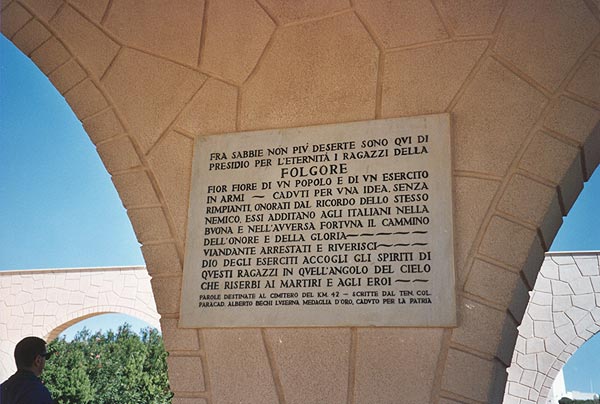 FRA SABBIE NON PIV DESERTE SONO QVI DI
PRESIDIO PER L'ETERNITÀ I RAGAZZI DELLA
FOLGORE
FIOR FIORE DI VN POPOLO E DI VN ESERCITO
IN ARMI ~ CADVTI PER VNA IDEA, SENZA
RIMPIANTI, ONORATI DAL RICORDO DELLO STESSO
NEMICO, ESSI ADDITANO AGLI ITALIANI NELLA
BVONA E NELL'AVVERSA FORTVNA IL CAMMINO
DELL'ONORE E DELLA GLORIA~~~~~
VIANDANTE ARRESTATI E RIVERISCI~~~
DIO DEGLI ESERCITI ACCOGLI GLI SPIRITI DI
QVESTI RAGAZZI IN QVELL'ANGOLO DEL CIELO
CHE RISERBI AI MARTIRI E AGLI EROI ~~~
PAROLE DESTINATE AL CIMITERO DEL KM. 42 ~ SCRITTE DAL TEN. COL.
PARACAD. ALBERTO BECHI LVSERNA MEDAGLIA D'ORO, CADVTO PER LA PATRIA